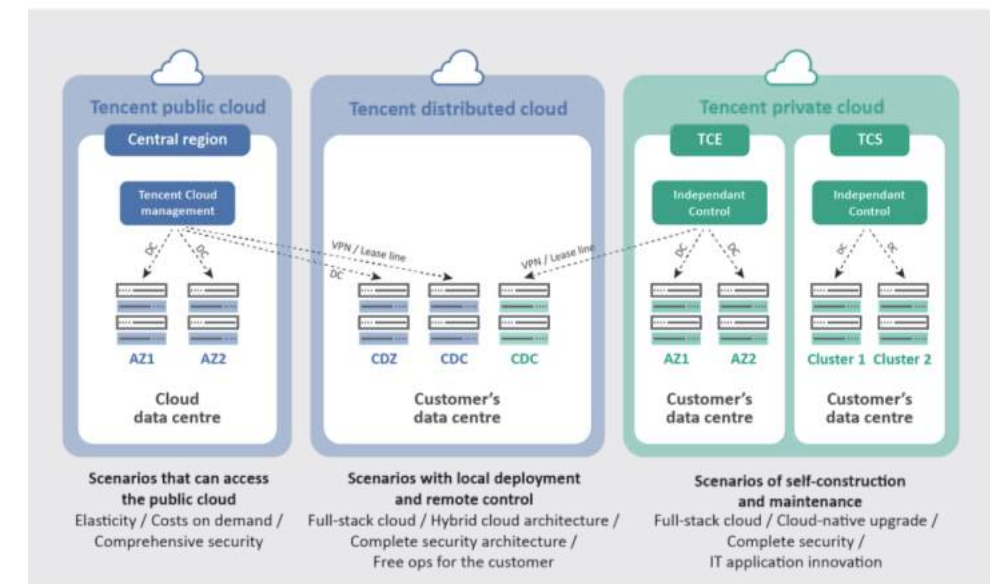 Tencent public cloud
Central region
Tencent Cloud
management
DC
DC
AZ1
AZ2
Cloud
data centre
Scenarios that can access
the public cloud
Elasticity / Costs on demand /
Comprehensive security
Tencent distributed cloud
VPN / Lease line
DC
VPN / Lease line
CDZ
CDC
CDC
Customer's
data centre
Scenarios with local deployment
and remote control
Full-stack cloud / Hybrid cloud architecture /
Complete security architecture /
Free ops for the customer
Tencent private cloud
TCE
Independant
Control
DC
DC
AZ1
AZ2
Customer's
data centre
TCS
Independant
Control
DC
Cluster 1
Cluster 2
Customer's
data centre
Scenarios of self-construction
and maintenance
Full-stack cloud / Cloud-native upgrade /
Complete security /
IT application innovation